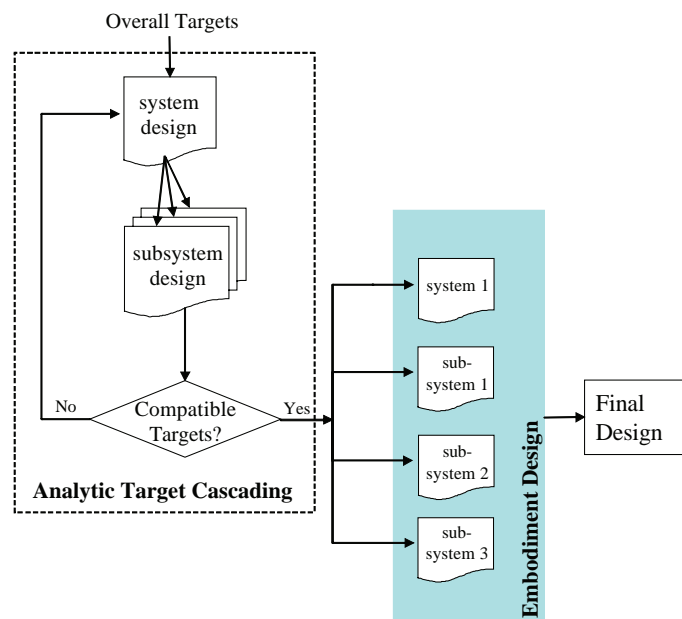 Overall Targets
system
design
subsystem
design
No
Compatible
Targets?
Yes
Analytic Target Cascading
system 1
sub-
system 1
sub-
system 2
sub-
system 3
Embodiment Design
Final
Design